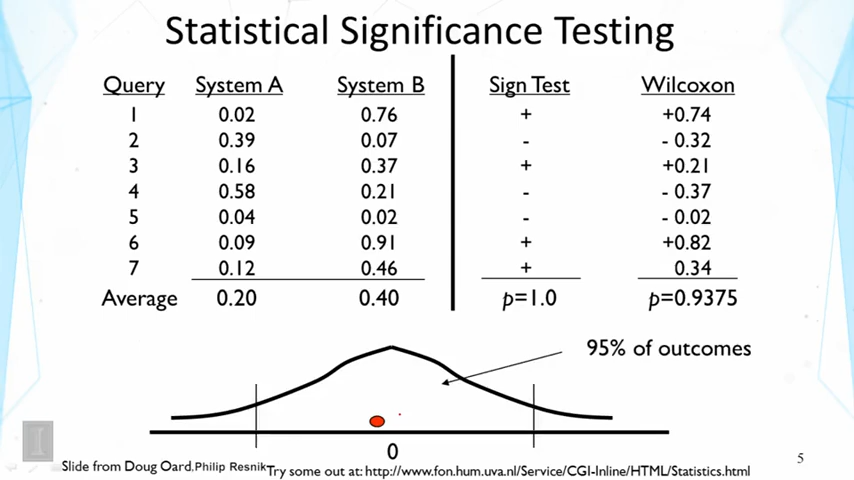 Statistical Significance Testing
Query System A System B Sign Test Wilcoxon
1 0.02 0.76 + +0.74
2 0.39 0.07 - - 0.32
3 0.16 0.37 + +0.21
4 0.58 0.21 - - 0.37
5 0.04 0.02 - - 0.02
6 0.09 0.91 + +0.82
7 0.12 0.46 + 0.34
Average 0.20 0.40 p=1.0 p=0.9375
95% of outcomes
0
5
Slide from Doug Oard,Philip Resnik
Try some out at: http://www.fon.hum.uva.nl/Service/CGI-Inline/HTML/Statistics.html